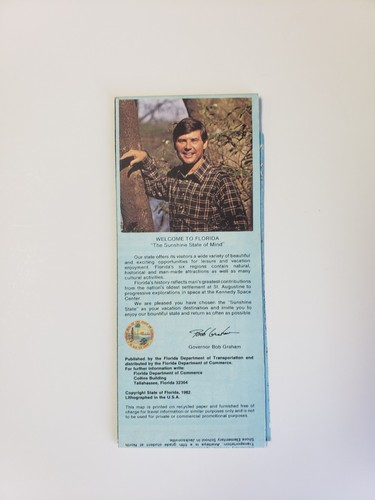 WELCOME TO FLORIDA
"The Sunshine State of Mind"
Our state offers its visitors a wide variety of beautiful
and exciting opportunities for leisure and vacation
enjoyment. Florida's six regions contain natural,
historical and man-made attractions as well as many
cultural activities.
Florida's history reflects man's greatest contributions
from the nation's oldest settlement at St. Augustine to
progressive explorations in space at the Kennedy Space
Center.
We are pleased you have chosen the "Sunshine
State" as your vacation destination and invite you to
enjoy our bountiful state and return as often as possible.
Bob Graham
Governor Bob Graham
Published by the Florida Department of Transportation and
distributed by the Florida Department of Commerce.
For further information write:
Florida Department of Commerce
Collins Building
Tallahassee, Florida 32304
Copyright State of Florida, 1982
Lithographed in the U.S.A.
This map is printed on recycled paper and furnished free of
charge for travel information or similar purposes only and is not
to be used for private or commercial promotional purposes.